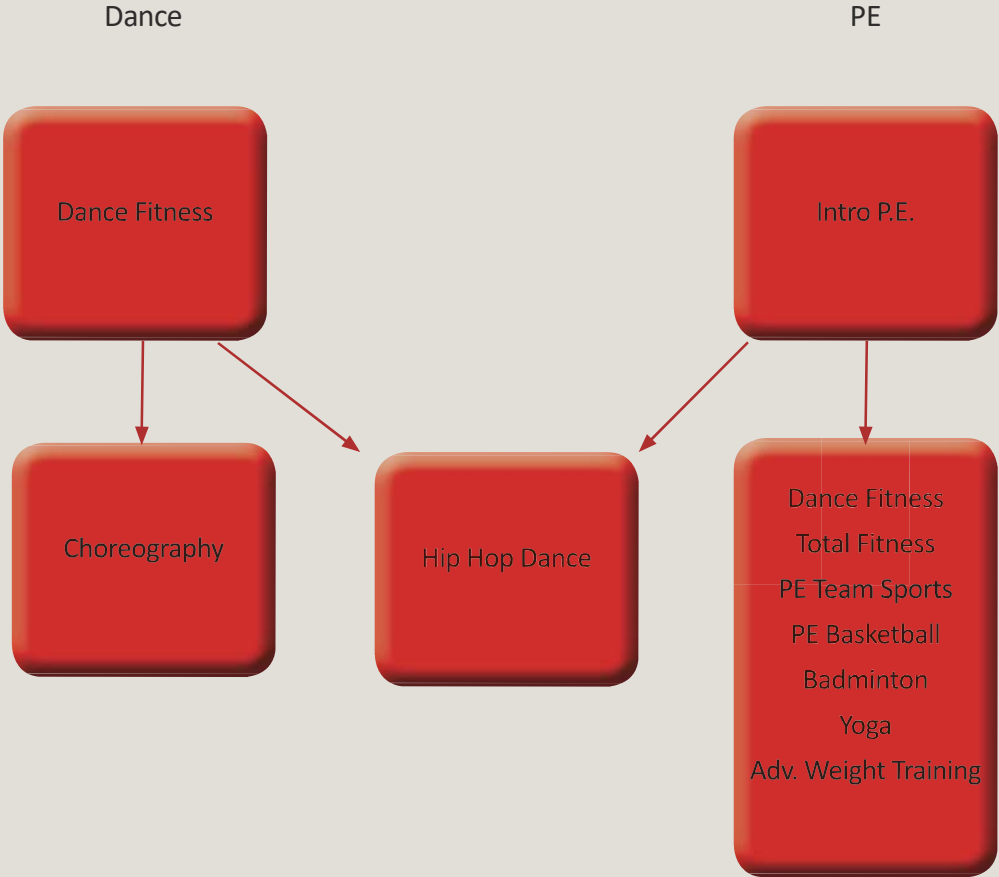 Dance
PE
Dance Fitness
Intro P.E.
Choreography
Hip Hop Dance
Dance Fitness
Total Fitness
PE Team Sports
PE Basketball
Badminton
Yoga
Adv. Weight Training